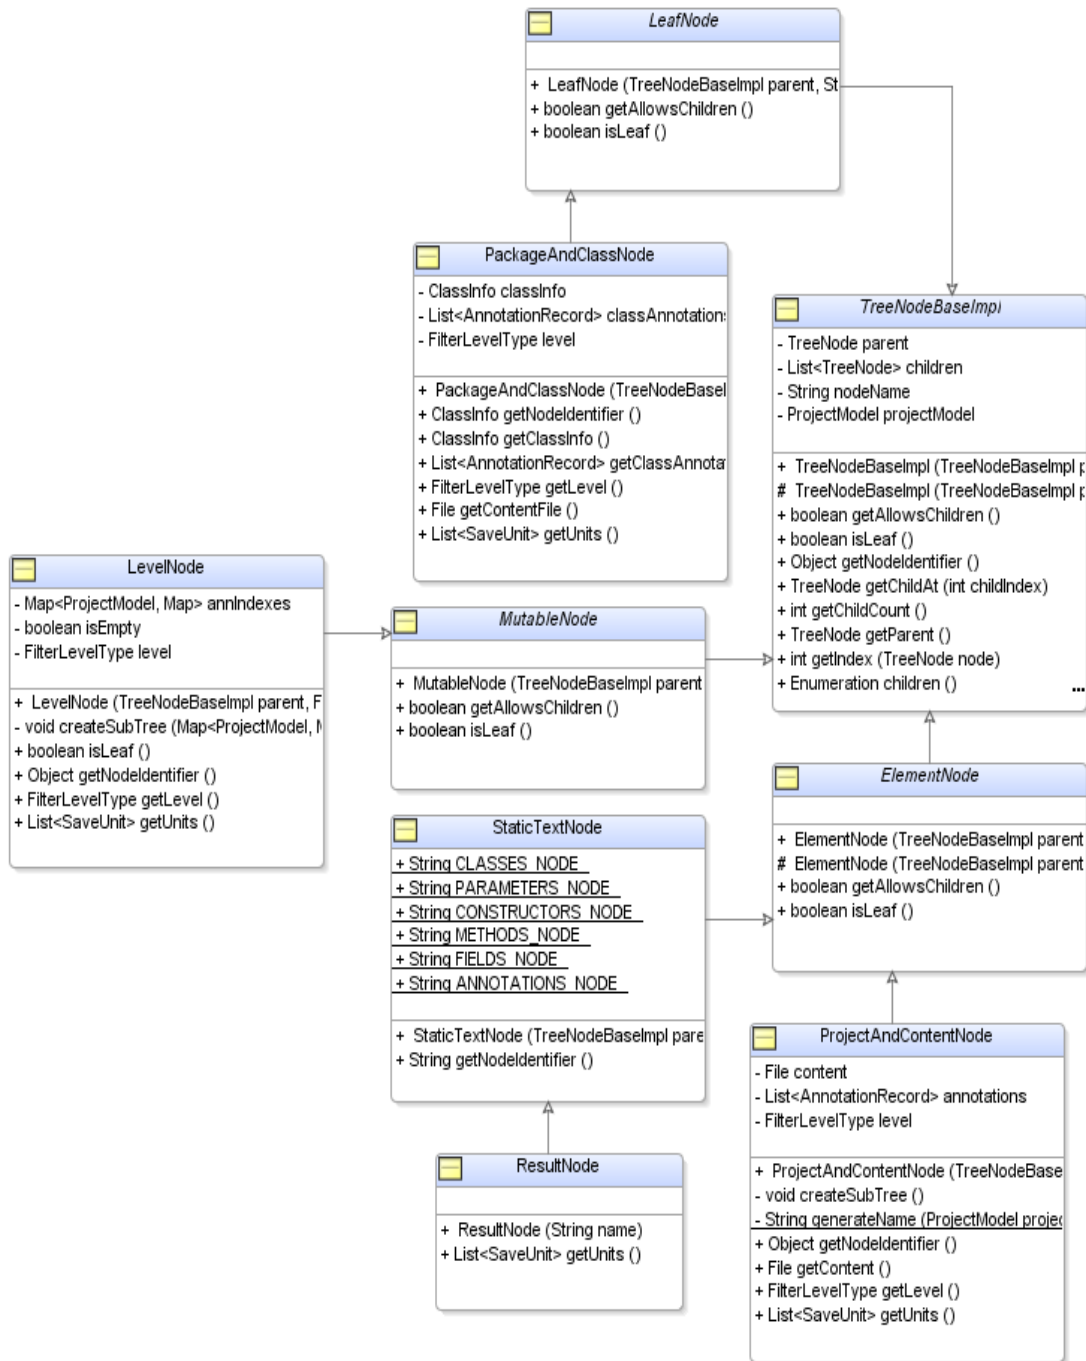 LeafNode
+ LeafNode (TreeNodeBaseImpl parent, St
+ boolean getAllowsChildren ()
+ boolean isLeaf ()
PackageAndClassNode
- ClassInfo classInfo
- List<AnnotationRecord> classAnnotation
- FilterLevelType level
+ PackageAndClassNode (TreeNodeBaseI
+ ClassInfo getNodeIdentifier ()
+ ClassInfo getClassInfo ()
+ List<AnnotationRecord> getClassAnnota
+ FilterLevelType getLevel ()
+ File getContentFile ()
+ List<SaveUnit> getUnits ()
TreeNodeBaseImpl
- TreeNode parent
- List<TreeNode> children
- String nodeName
- ProjectModel projectModel
+ TreeNodeBaseImpl (TreeNodeBaseImpl p
# TreeNodeBaseImpl (TreeNodeBaseImpl p
+ boolean getAllowsChildren ()
+ boolean isLeaf ()
+ Object getNodeIdentifier ()
+ TreeNode getChildAt (int childIndex)
+ int getChildCount ()
+ TreeNode getParent ()
+ int getIndex (TreeNode node)
+ Enumeration children ()
...
LevelNode
- Map<ProjectModel, Map> annIndexes
- boolean isEmpty
- FilterLevelType level
+ LevelNode (TreeNodeBaseImpl parent, F
- void createSubTree (Map<ProjectModel, M
+ boolean isLeaf ()
+ Object getNodeIdentifier ()
+ FilterLevelType getLevel ()
+ List<SaveUnit> getUnits ()
MutableNode
+ MutableNode (TreeNodeBaseImpl parent
+ boolean getAllowsChildren ()
+ boolean isLeaf ()
ElementNode
+ ElementNode (TreeNodeBaseImpl parent
# ElementNode (TreeNodeBaseImpl parent
+ boolean getAllowsChildren ()
+ boolean isLeaf ()
StaticTextNode
+ String CLASSES_NODE
+ String PARAMETERS_NODE
+ String CONSTRUCTORS_NODE
+ String METHODS_NODE
+ String FIELDS_NODE
+ String ANNOTATIONS_NODE
+ StaticTextNode (TreeNodeBaseImpl pare
+ String getNodeIdentifier ()
ProjectAndContentNode
- File content
- List<AnnotationRecord> annotations
- FilterLevelType level
+ ProjectAndContentNode (TreeNodeBase
- void createSubTree ()
- String generateName (ProjectModel projec
+ Object getNodeIdentifier ()
+ File getContent ()
+ FilterLevelType getLevel ()
+ List<SaveUnit> getUnits ()
ResultNode
+ ResultNode (String name)
+ List<SaveUnit> getUnits ()